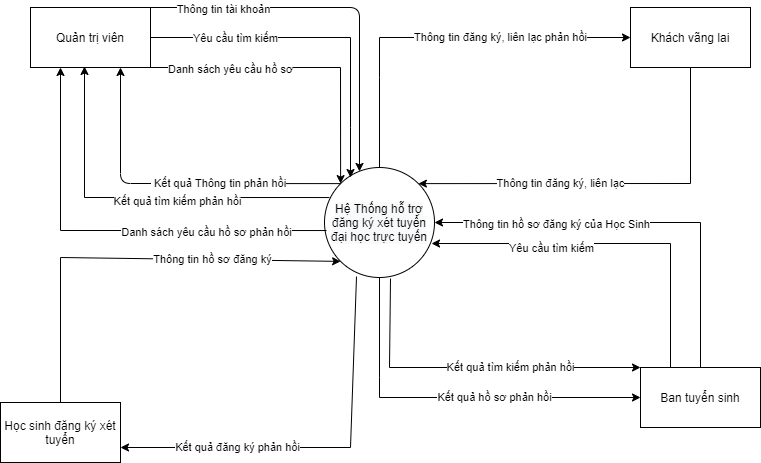 Thông tin tài khoản
Quản trị viên
Yêu cầu tìm kiếm
Thông tin đăng ký, liên lạc phản hồi
Khách vãng lai
Danh sách yêu cầu hồ sơ
Kết quả Thông tin phản hồi
Thông tin đăng ký, liên lạc
Kết quả tìm kiếm phản hồi
Hệ Thống hỗ trợ
đăng ký xét tuyển
đại học trực tuyến
Danh sách yêu cầu hồ sơ phản hồi
Thông tin hồ sơ đăng ký của Học Sinh
Yêu cầu tìm kiếm
Thông tin hồ sơ đăng ký
Kết quả tìm kiếm phản hồi
Kết quả hồ sơ phản hồi
Ban tuyển sinh
Học sinh đăng ký xét
tuyển
Kết quả đăng ký phản hồi